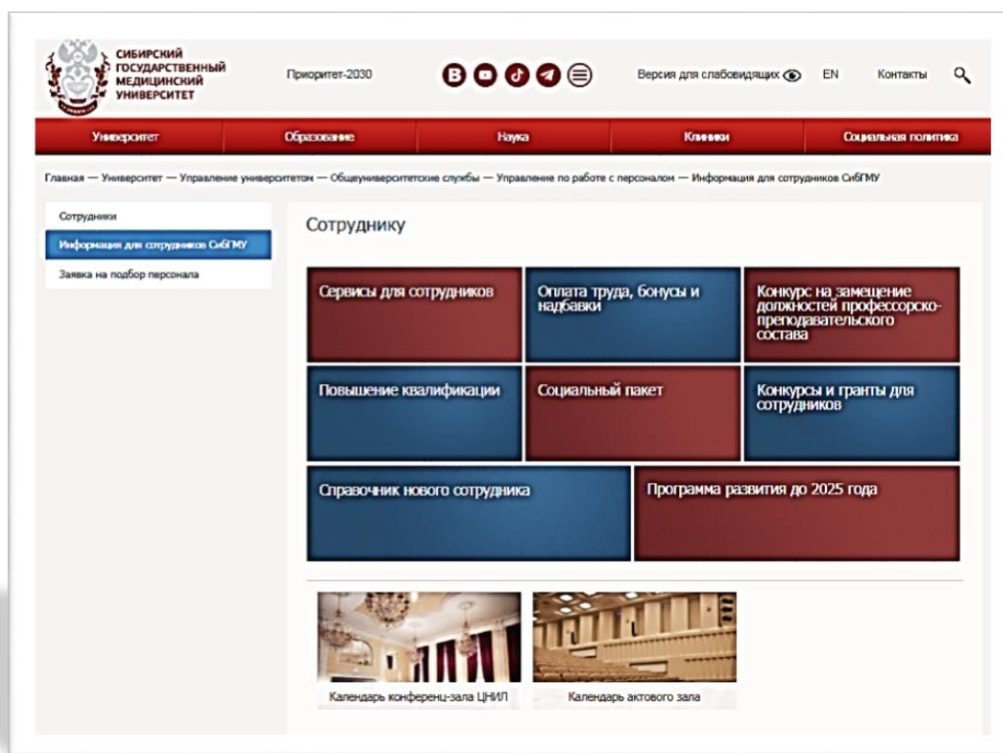 СИБИРСКИЙ
ГОСУДАРСТВЕННЫЙ
МЕДИЦИНСКИЙ
УНИВЕРСИТЕТ
Приоритет-2030
Версия для слабовидящих
EN
Контакты
Университет
Образование
Наука
Клиники
Социальная политика
Главная — Университет — Управление университетом — Общеуниверситетские службы — Управление по работе с персоналом — Информация для сотрудников СибГМУ
Сотрудники
Информация для сотрудников СибГМУ
Заявка на подбор персонала
Сотруднику
Сервисы для сотрудников
Оплата труда, бонусы и
надбавки
Конкурс на замещение
должностей профессорско-
преподавательского
состава
Повышение квалификации
Социальный пакет
Конкурсы и гранты для
сотрудников
Справочник нового сотрудника
Программа развития до 2025 года
Календарь конференц-зала ЦНИЛ
Календарь актового зала